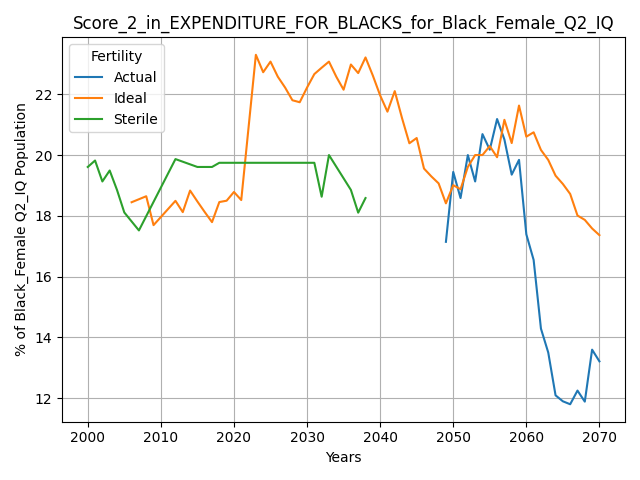 Score_2_in_EXPENDITURE_FOR_BLACKS_for_Black_Female_Q2_IQ
Fertility
Actual
Ideal
Sterile
% of Black_Female Q2_IQ Population
22
20
18
16
14
12
2000
2010
2020
2030
2040
2050
2060
2070
Years